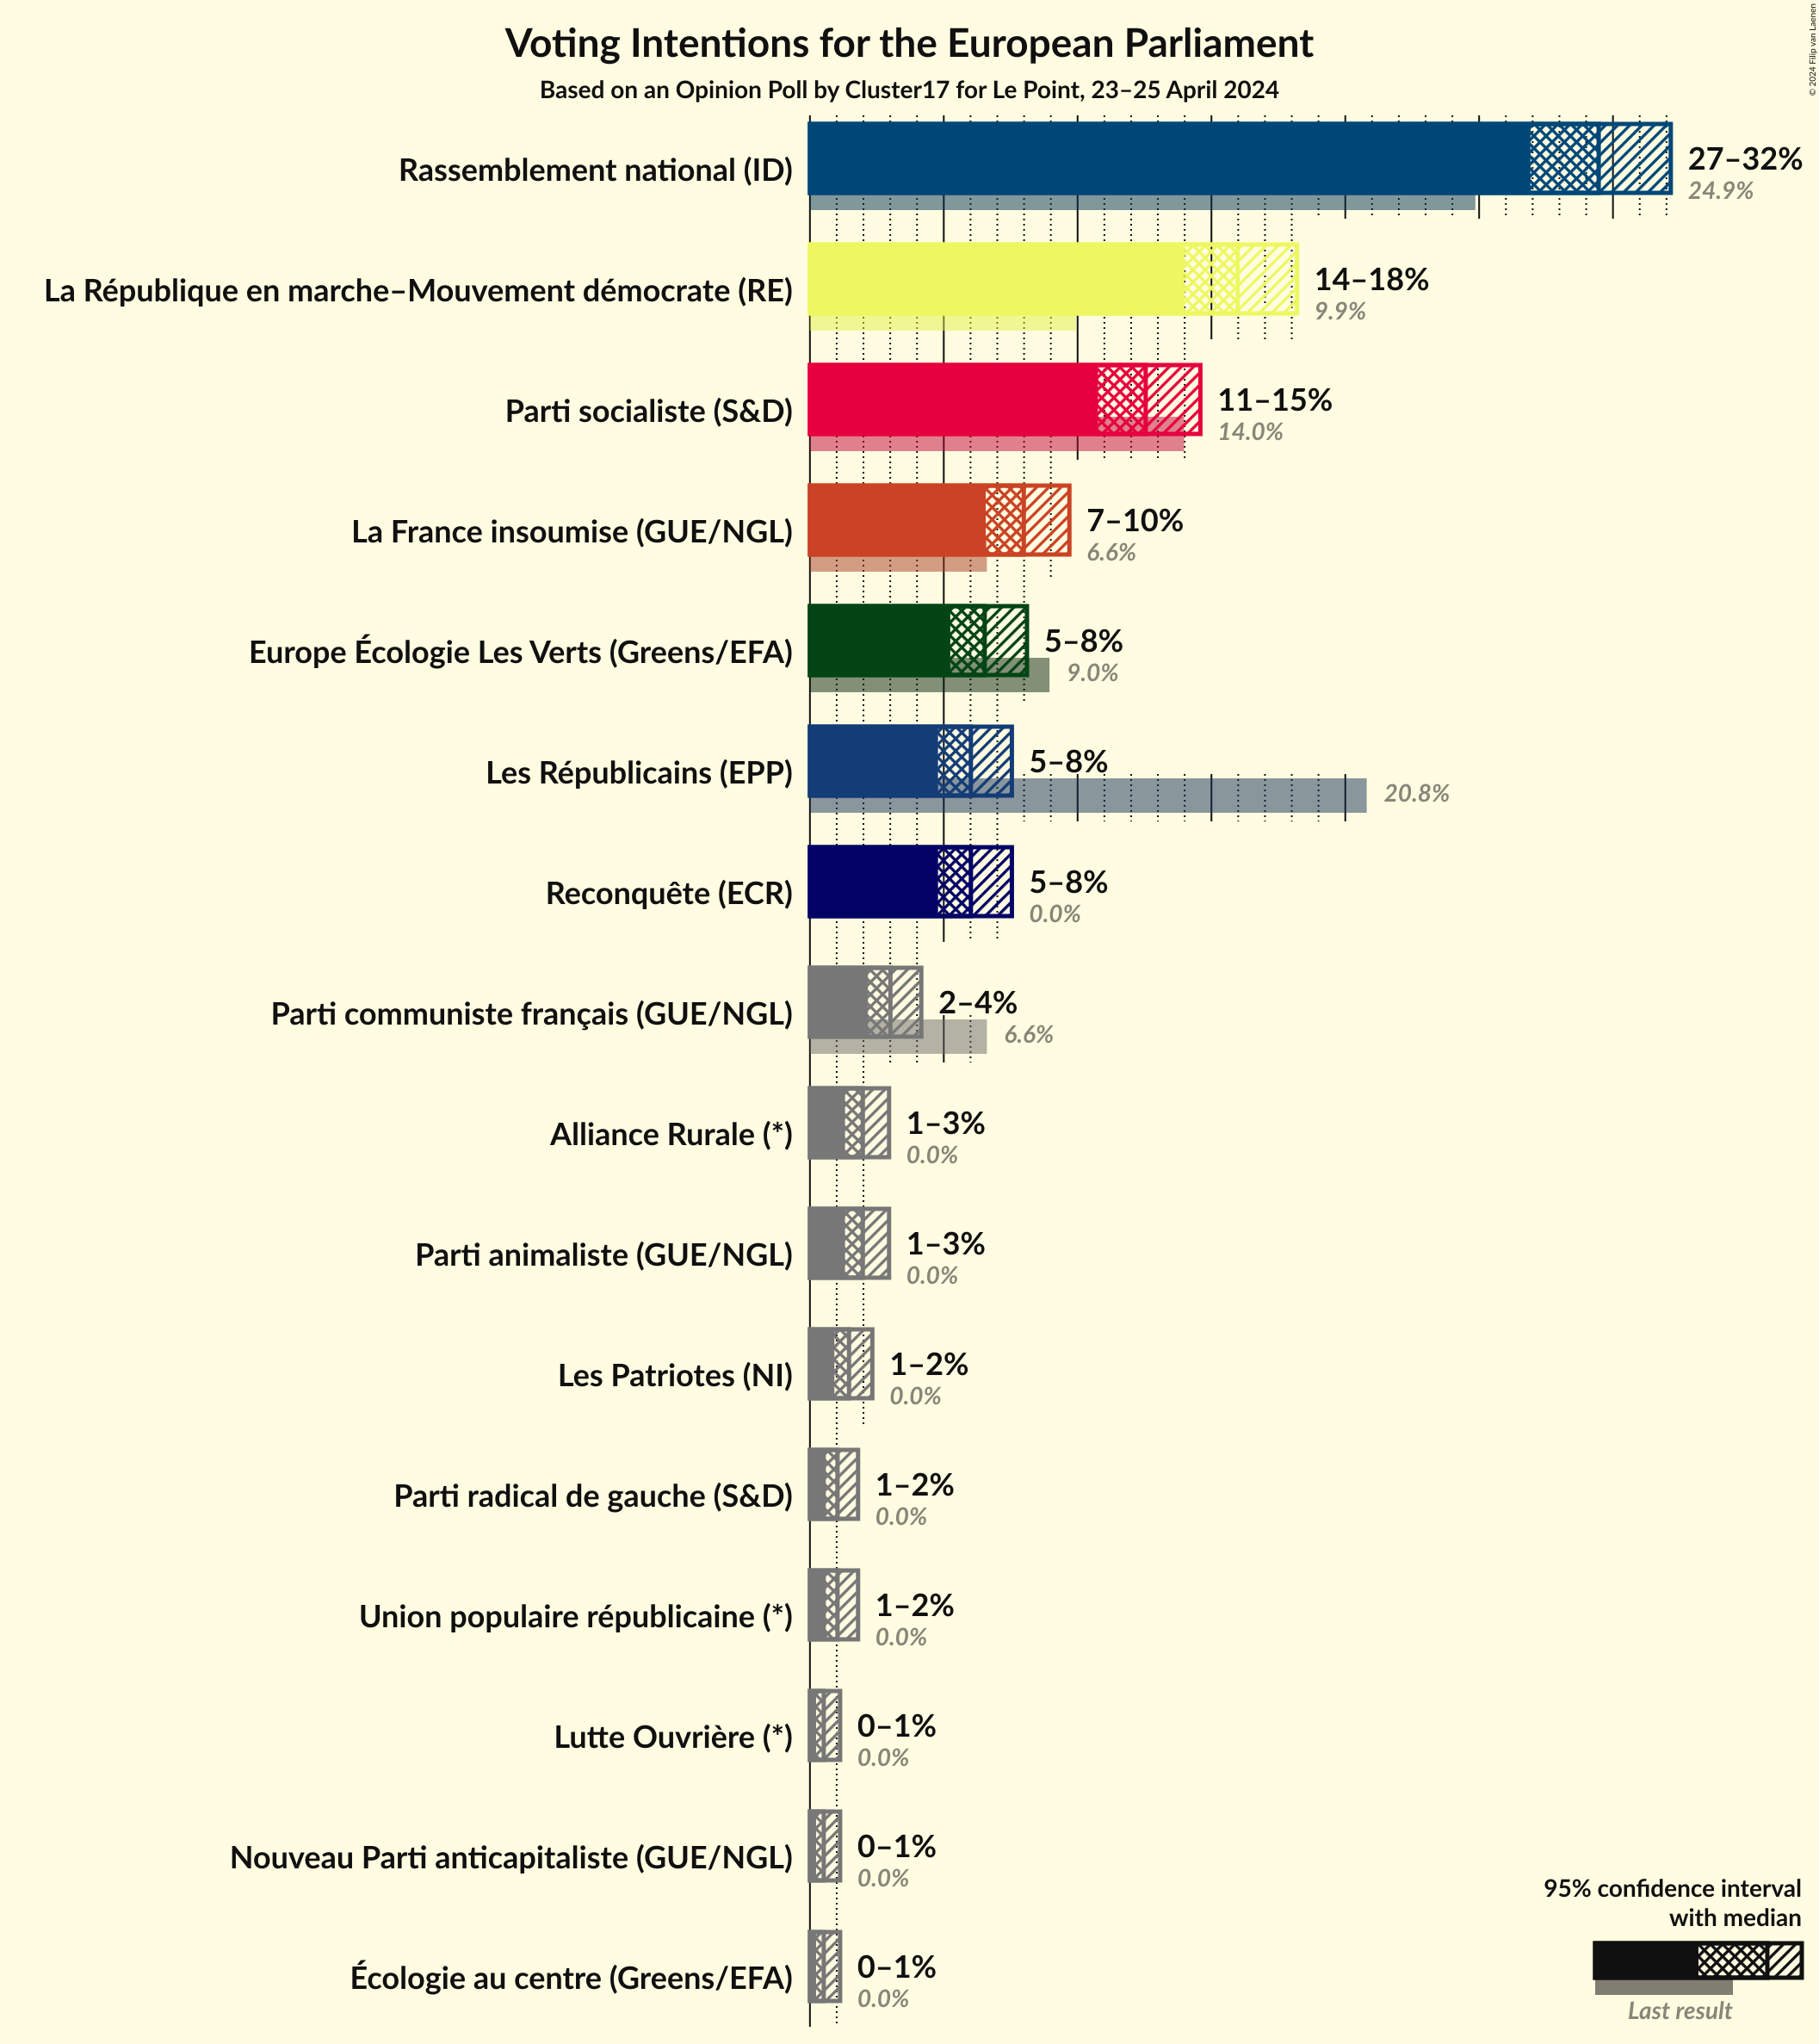 Voting Intentions for the European Parliament
Based on an Opinion Poll by Cluster17 for Le Point, 23–25 April 2024
© 2024 Filip van Laenen
Rassemblement national (ID)
27–32%
24.9%
La République en marche–Mouvement démocrate (RE)
14–18%
9.9%
Parti socialiste (S&D)
11–15%
14.0%
La France insoumise (GUE/NGL)
7–10%
6.6%
Europe Écologie Les Verts (Greens/EFA)
5–8%
9.0%
Les Républicains (EPP)
5–8%
20.8%
Reconquête (ECR)
5–8%
0.0%
Parti communiste français (GUE/NGL)
2–4%
6.6%
Alliance Rurale (*)
1–3%
0.0%
Parti animaliste (GUE/NGL)
1–3%
0.0%
Les Patriotes (NI)
1–2%
0.0%
Parti radical de gauche (S&D)
1–2%
0.0%
Union populaire républicaine (*)
1–2%
0.0%
Lutte Ouvrière (*)
0–1%
0.0%
Nouveau Parti anticapitaliste (GUE/NGL)
0–1%
0.0%
Écologie au centre (Greens/EFA)
0–1%
0.0%
95% confidence interval
with median
Last result